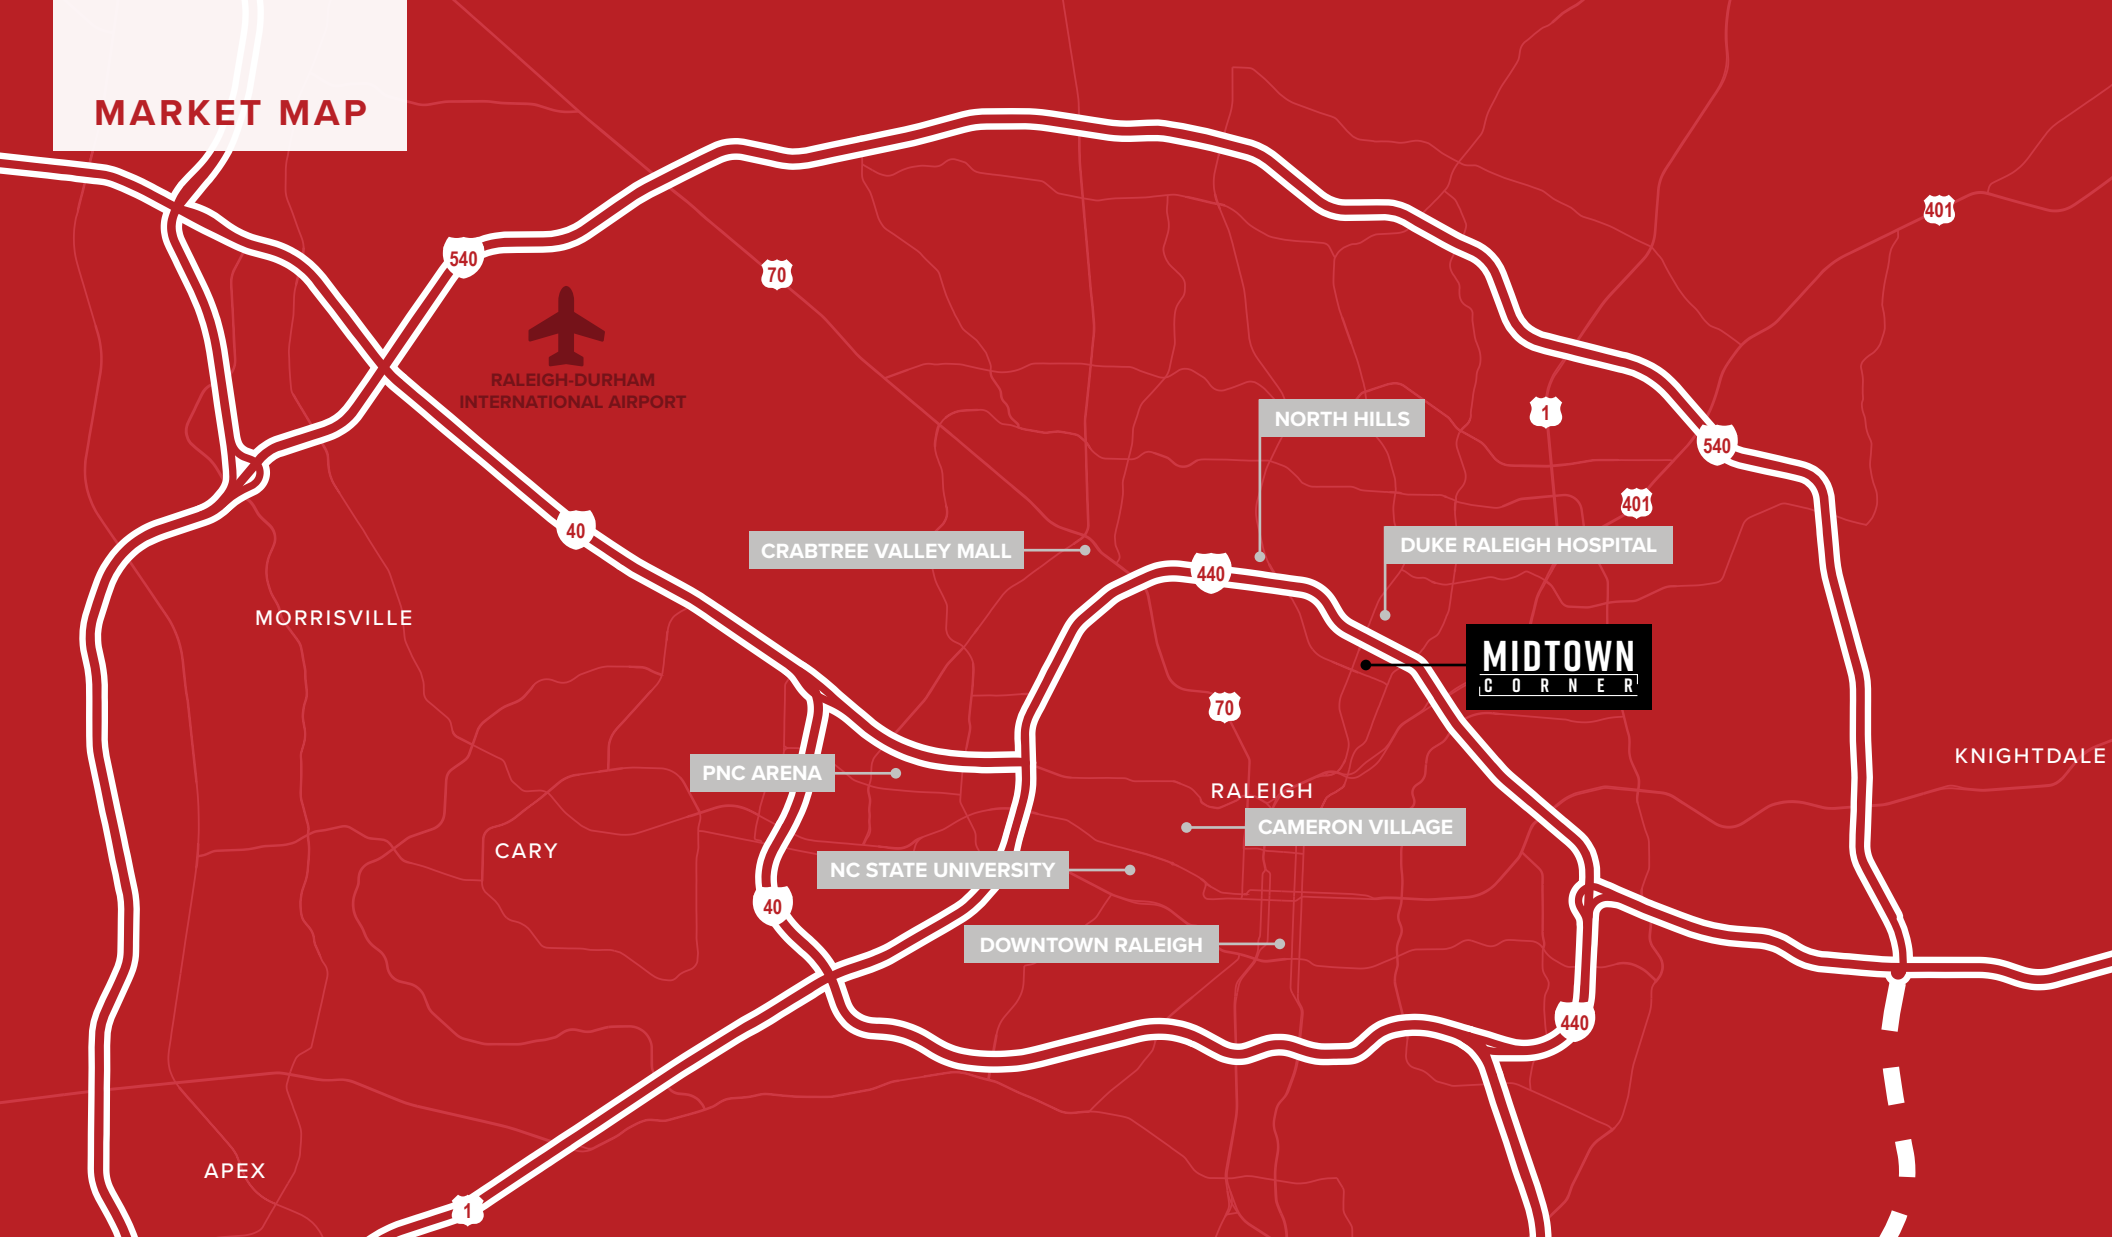 MARKET MAP
401
540
70
RALEIGH-DURHAM
INTERNATIONAL AIRPORT
NORTH HILLS
1
540
401
40
CRABTREE VALLEY MALL
DUKE RALEIGH HOSPITAL
440
MORRISVILLE
MIDTOWN
CORNER
70
KNIGHTDALE
PNC ARENA
RALEIGH
CAMERON VILLAGE
CARY
NC STATE UNIVERSITY
40
DOWNTOWN RALEIGH
440
APEX
1